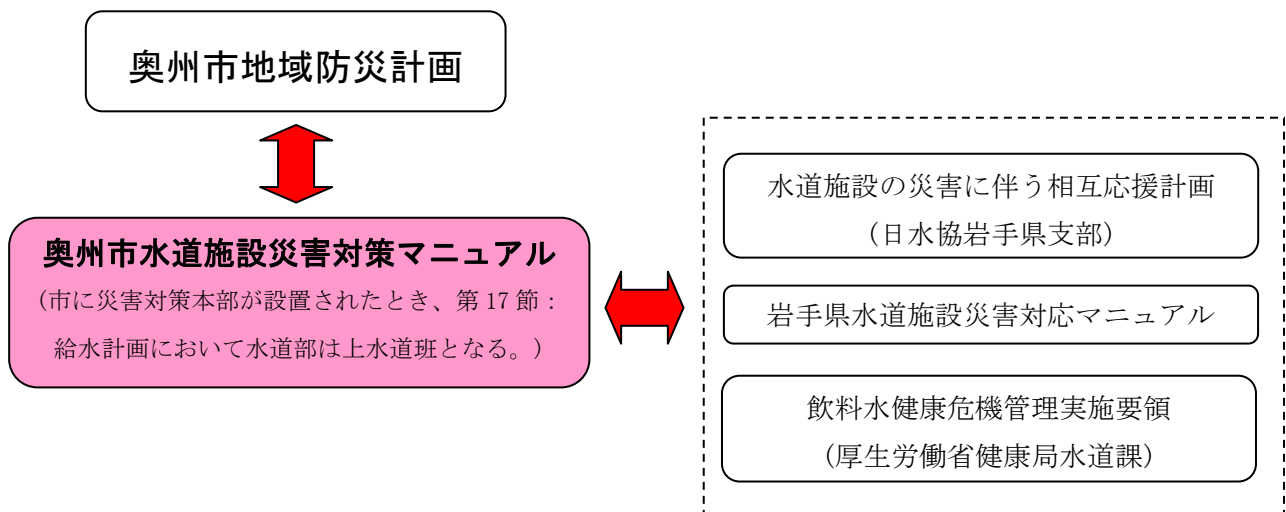 奥州市地域防災計画
奥州市水道施設災害対策マニュアル
(市に災害対策本部が設置されたとき、第 17 節：
給水計画において水道部は上水道班となる。)
水道施設の災害に伴う相互応援計画
(日水協岩手県支部)
岩手県水道施設災害対応マニュアル
飲料水健康危機管理実施要領
(厚生労働省健康局水道課)